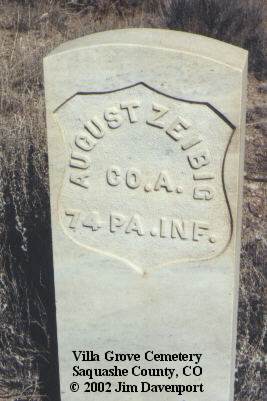 AUGUST ZEIBIG
CO. A.
74 PA. INF.
Villa Grove Cemetery
Saquashe County, CO
© 2002 Jim Davenport